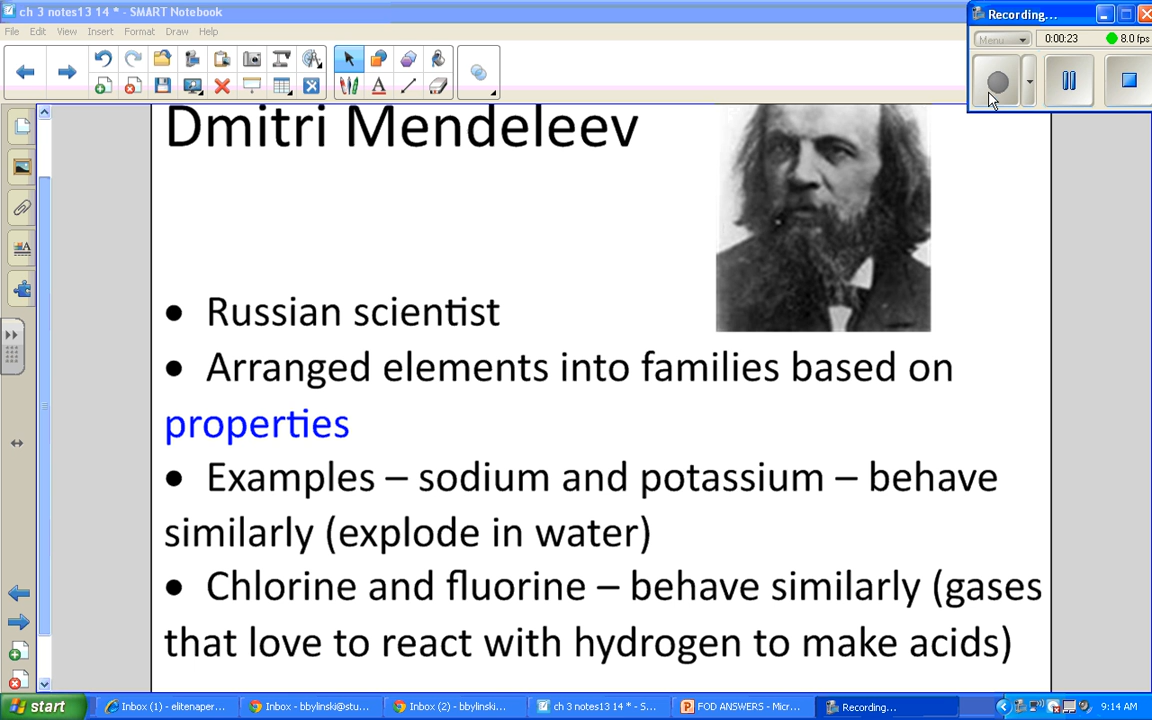 ch 3 notes13 14 * - SMART Notebook
File Edit View Insert Format Draw Help
Recording...
Menu 0:00:23 8.0 fps
Dmitri Mendeleev
• Russian scientist
• Arranged elements into families based on
properties
• Examples – sodium and potassium – behave
similarly (explode in water)
• Chlorine and fluorine – behave similarly (gases
that love to react with hydrogen to make acids)
start Inbox (1) - elitenaper... Inbox - bbylinski@stu... Inbox (2) - bbylinski... ch 3 notes13 14 * - S... FOD ANSWERS - Micr... Recording... 9:14 AM